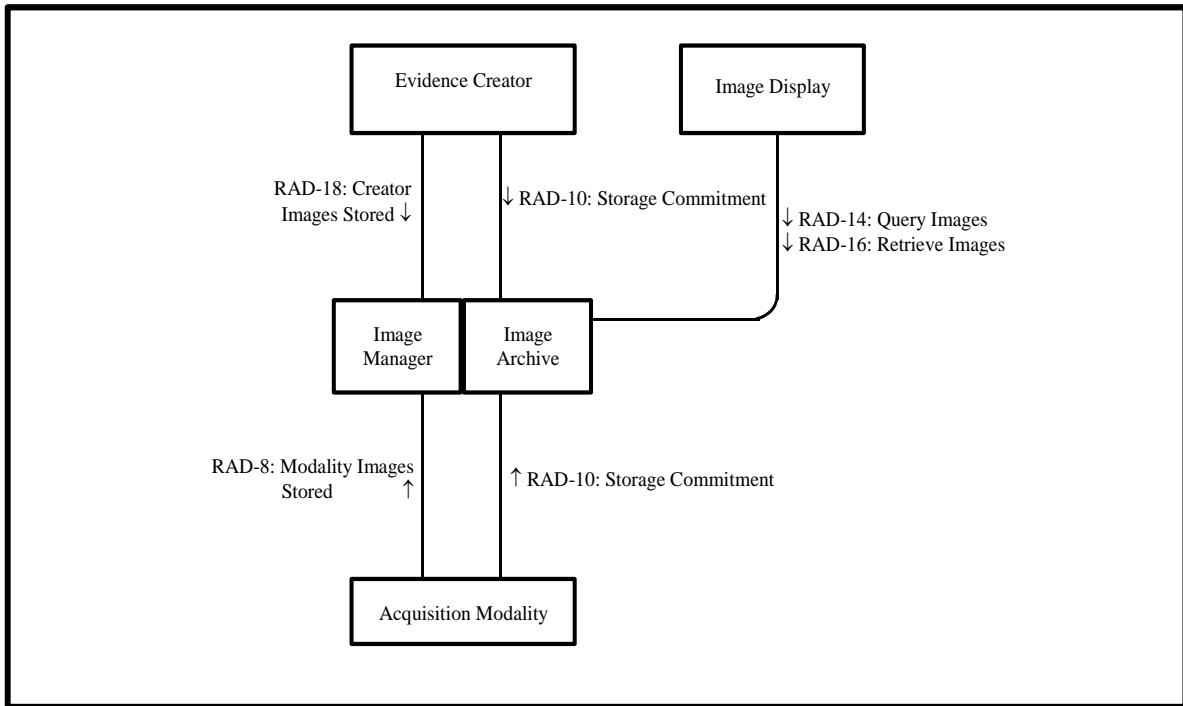 Evidence Creator
Image Display
RAD-18: Creator
Images Stored ↓
↓ RAD-10: Storage Commitment
↓ RAD-14: Query Images
↓ RAD-16: Retrieve Images
Image
Manager
Image
Archive
RAD-8: Modality Images
Stored ↑
↑ RAD-10: Storage Commitment
Acquisition Modality